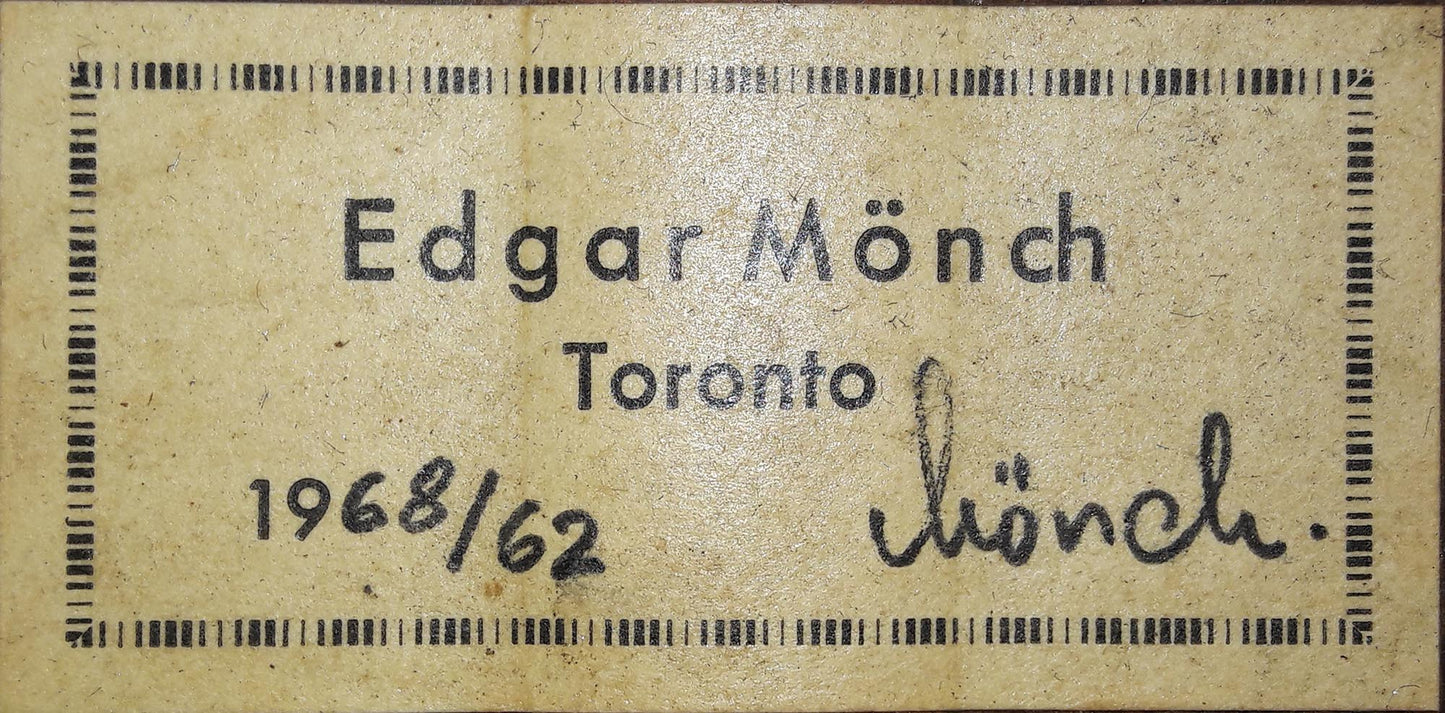 Edgar Mönch
Toronto
1968/62 Mönch.